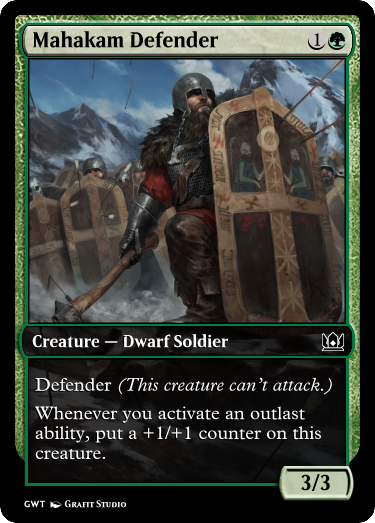 Mahakam Defender 1
Creature — Dwarf Soldier
Defender (This creature can't attack.)
Whenever you activate an outlast
ability, put a +1/+1 counter on this
creature.
3/3
GWT Grafit Studio